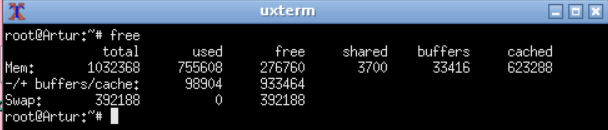 uxterm
root@Artur:~# free
total used free shared buffers cached
Mem: 1032368 755608 276760 3700 33416 623288
-/+ buffers/cache: 98904 933464
Swap: 392188 0 392188
root@Artur:~#